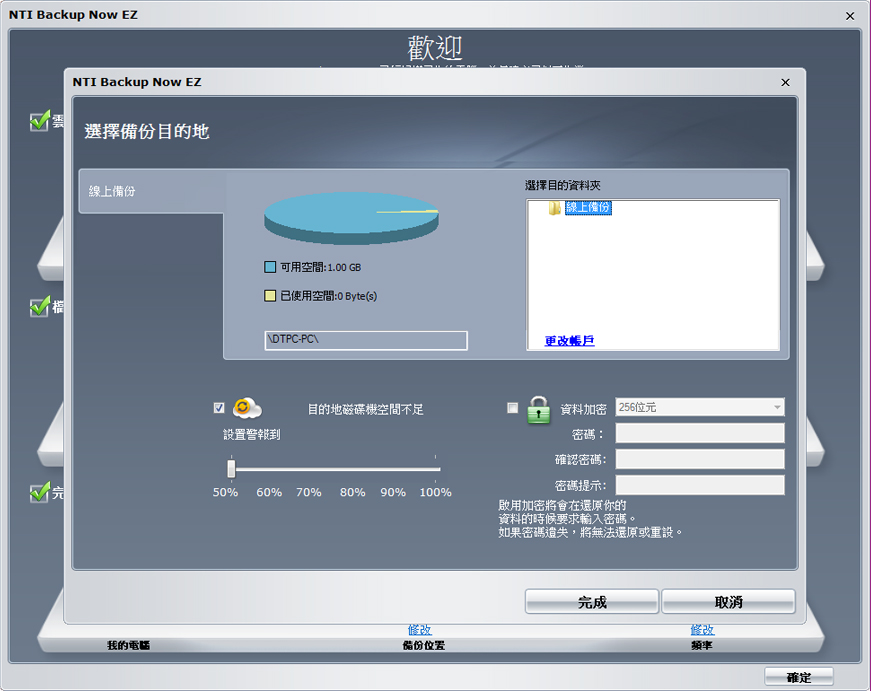 NTI Backup Now EZ
歡迎
NTI Backup Now EZ
選擇備份目的地
線上備份
選擇目的資料夾
線上備份
可用空間:1.00 GB
已使用空間:0 Byte(s)
\DTPC-PC\
更改帳戶
目的地磁碟機空間不足
設置警報到
50% 60% 70% 80% 90% 100%
資料加密 256位元
密碼:
確認密碼:
密碼提示:
啟用加密將會在還原你的
資料的時候要求輸入密碼。
如果密碼遺失,將無法還原或重設。
雲
檔
完
完成 取消
修改 修改
我的電腦 備份位置 頻率
確定